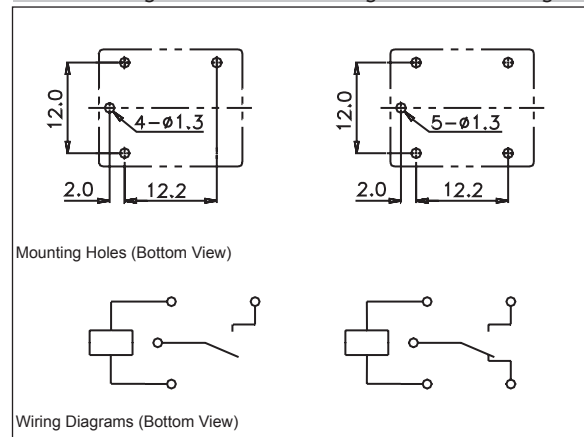 12.0
4-ø1.3
2.0
12.2
12.0
5-ø1.3
2.0
12.2
Mounting Holes (Bottom View)
Wiring Diagrams (Bottom View)